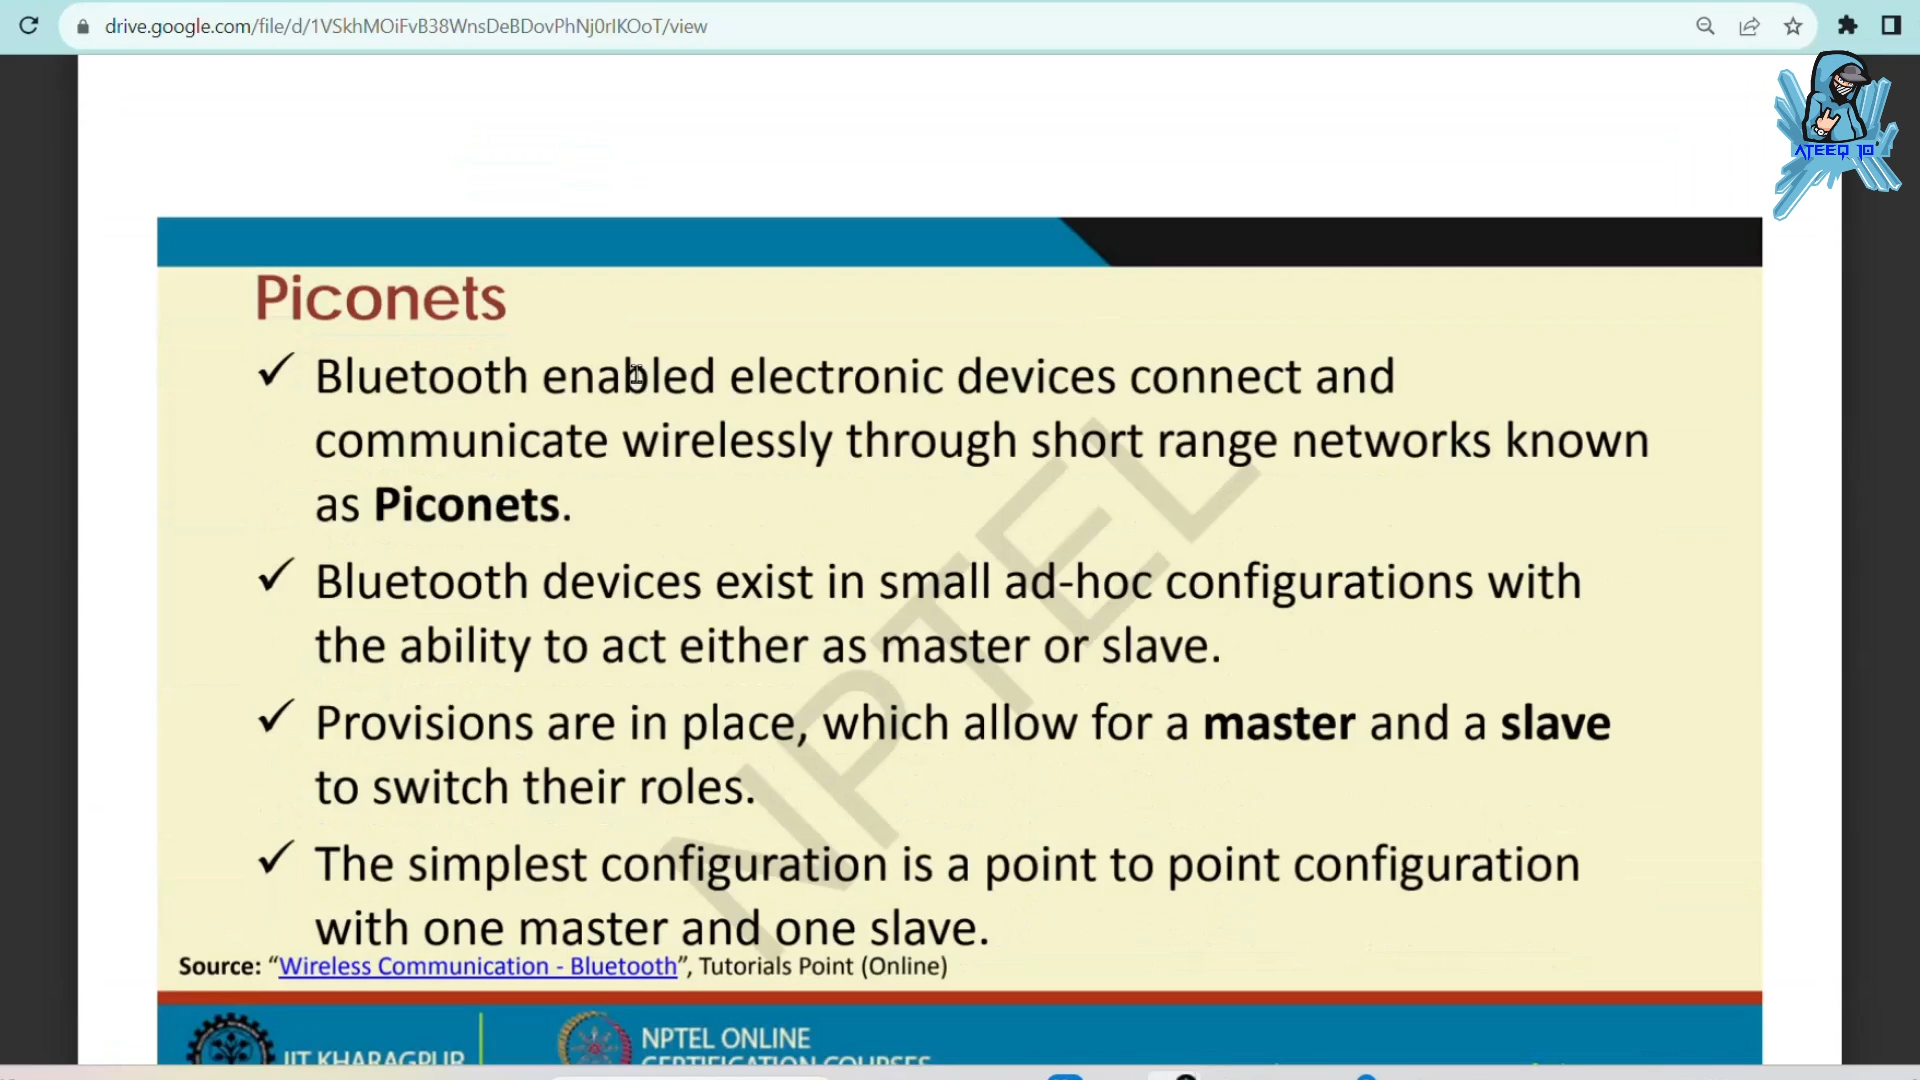 drive.google.com/file/d/1VSkhMOiFvB38WnsDeBDovPhNj0rIKOoT/view
ATEEQ 10
Piconets
✓ Bluetooth enabled electronic devices connect and
communicate wirelessly through short range networks known
as Piconets.
✓ Bluetooth devices exist in small ad-hoc configurations with
the ability to act either as master or slave.
✓ Provisions are in place, which allow for a master and a slave
to switch their roles.
✓ The simplest configuration is a point to point configuration
with one master and one slave.
Source: “Wireless Communication - Bluetooth”, Tutorials Point (Online)
NPTEL
IIT KHARAGPUR
NPTEL ONLINE
CERTIFICATION COURSES